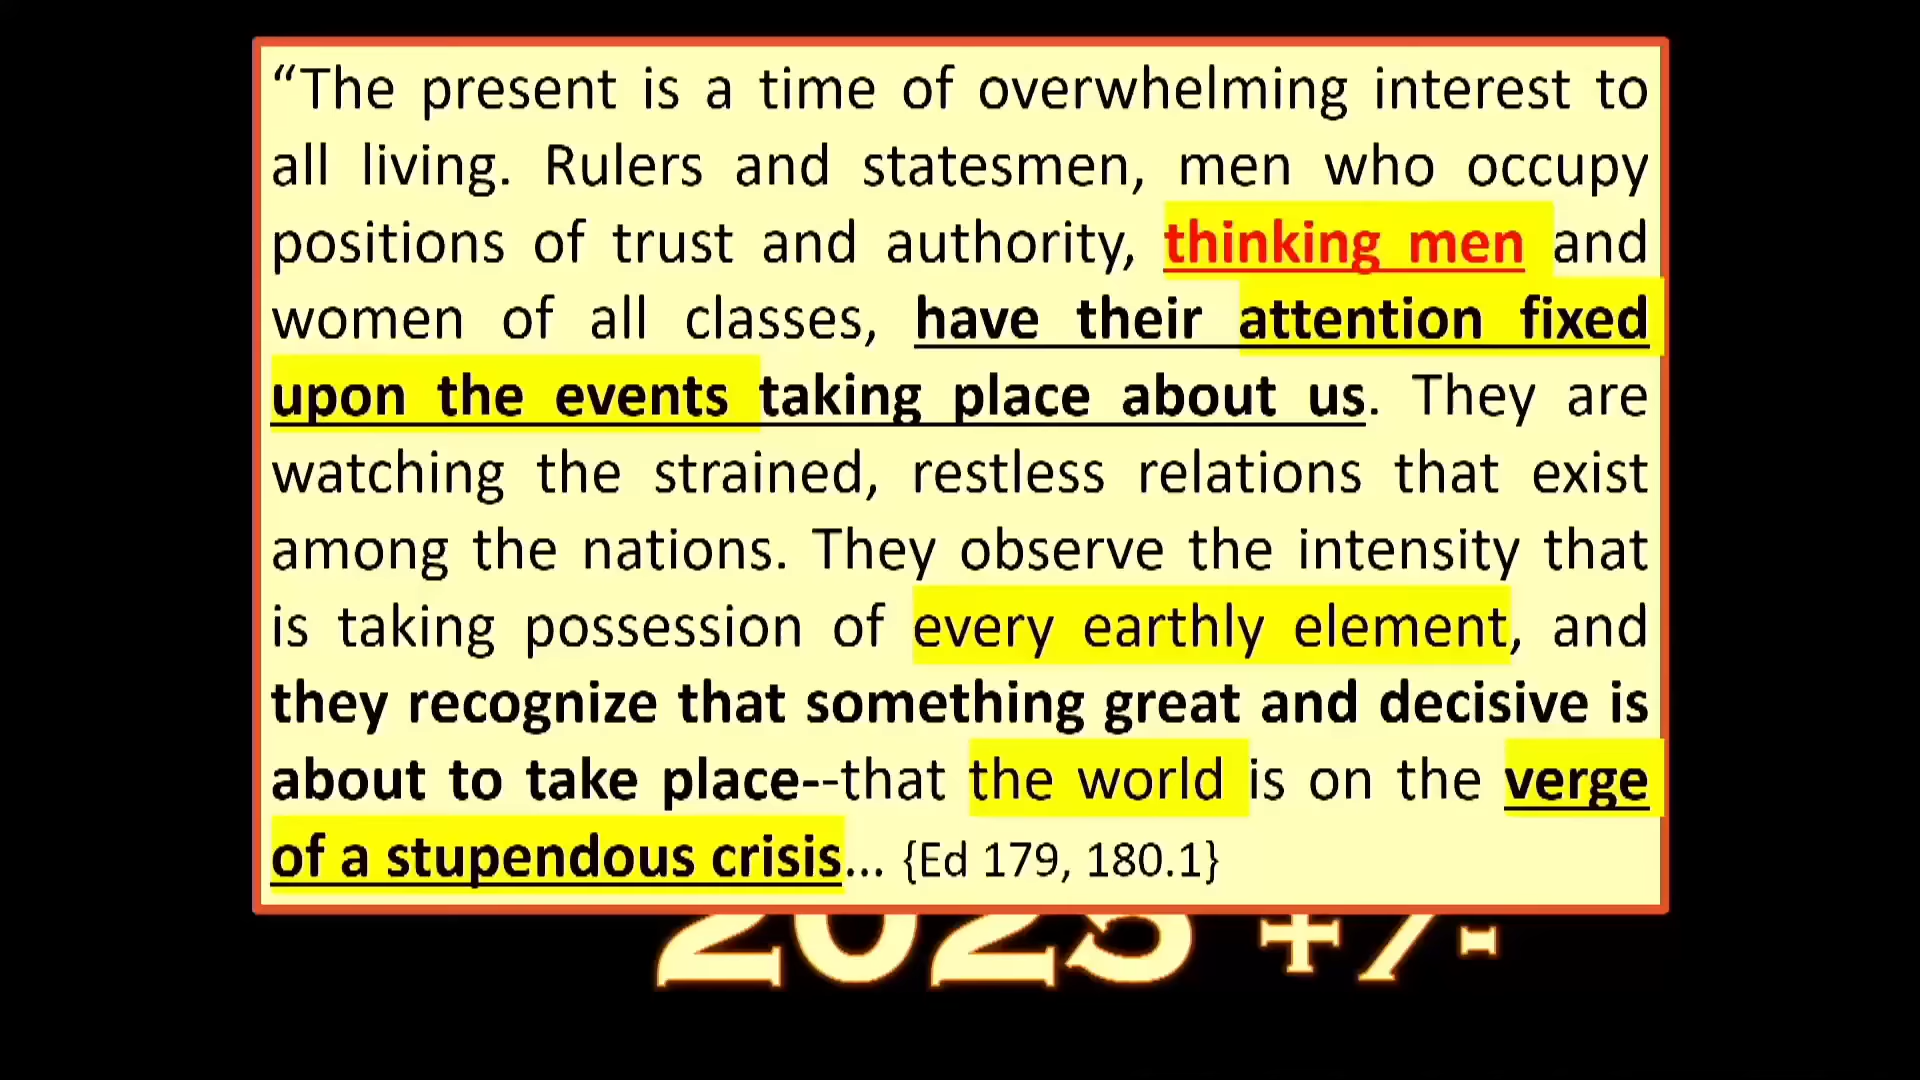 “The present is a time of overwhelming interest to
all living. Rulers and statesmen, men who occupy
positions of trust and authority, thinking men and
women of all classes, have their attention fixed
upon the events taking place about us. They are
watching the strained, restless relations that exist
among the nations. They observe the intensity that
is taking possession of every earthly element, and
they recognize that something great and decisive is
about to take place--that the world is on the verge
of a stupendous crisis... {Ed 179, 180.1}
2025 +/-